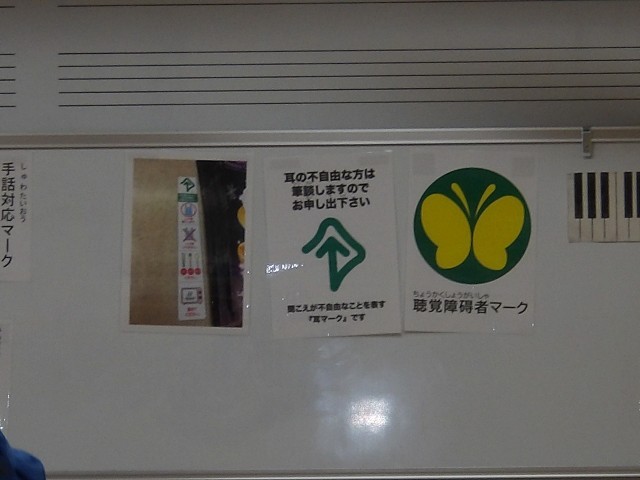 しゅわたいおう
手話対応マーク
耳の不自由な方は
筆談しますので
お申し出下さい
聞こえが不自由なことを表す
『耳マーク』です
ちょうかくしょうがいしゃ
聴覚障碍者マーク